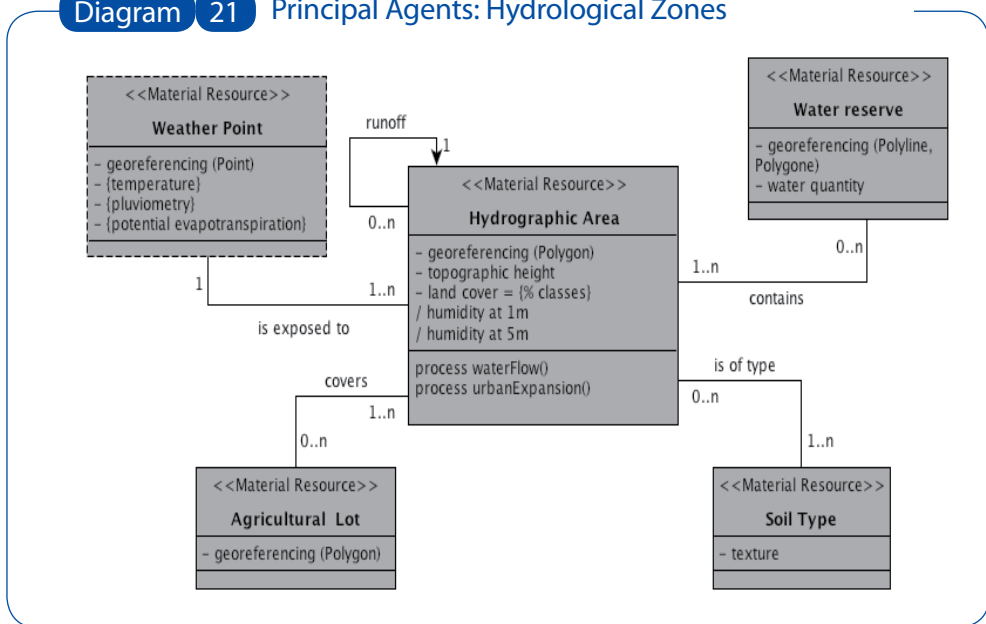 Diagram 21 Principal Agents: Hydrological Zones
<<Material Resource>>
Weather Point
– georeferencing (Point)
– {temperature}
– {pluviometry}
– {potential evapotranspiration}
runoff
1
0..n
<<Material Resource>>
Hydrographic Area
– georeferencing (Polygon)
– topographic height
– land cover = {% classes}
/ humidity at 1m
/ humidity at 5m
process waterFlow()
process urbanExpansion()
<<Material Resource>>
Water reserve
– georeferencing (Polyline,
Polygone)
– water quantity
0..n
1..n
contains
1
1..n
is exposed to
covers
1..n
0..n
is of type
0..n
1..n
<<Material Resource>>
Agricultural Lot
– georeferencing (Polygon)
<<Material Resource>>
Soil Type
– texture